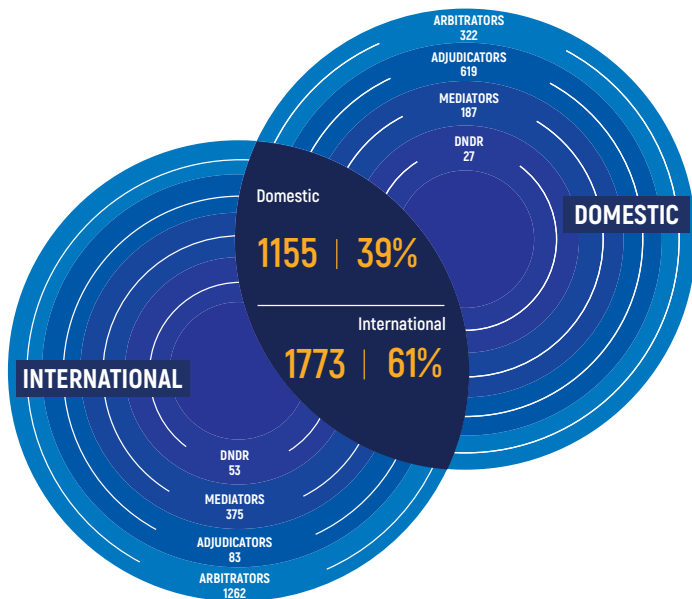 ARBITRATORS
322
ADJUDICATORS
619
MEDIATORS
187
DNDR
27
DOMESTIC
Domestic
1155 | 39%
International
1773 | 61%
INTERNATIONAL
DNDR
53
MEDIATORS
375
ADJUDICATORS
83
ARBITRATORS
1262